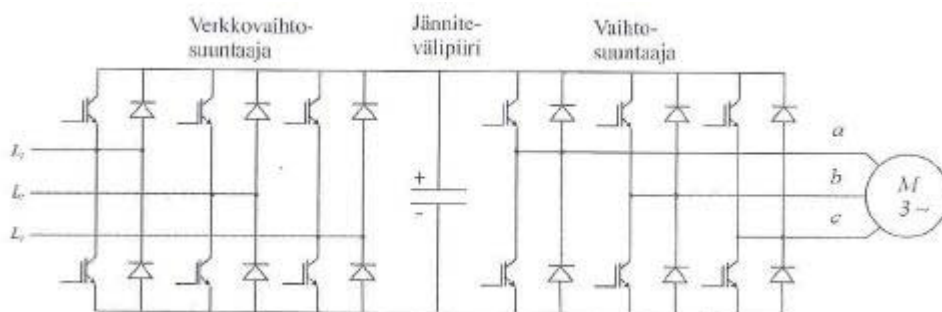 Verkkovaihto-
suuntaaja
Jännite-
välipiiri
Vaihto-
suuntaaja
a
b
c
M
3~
+
-